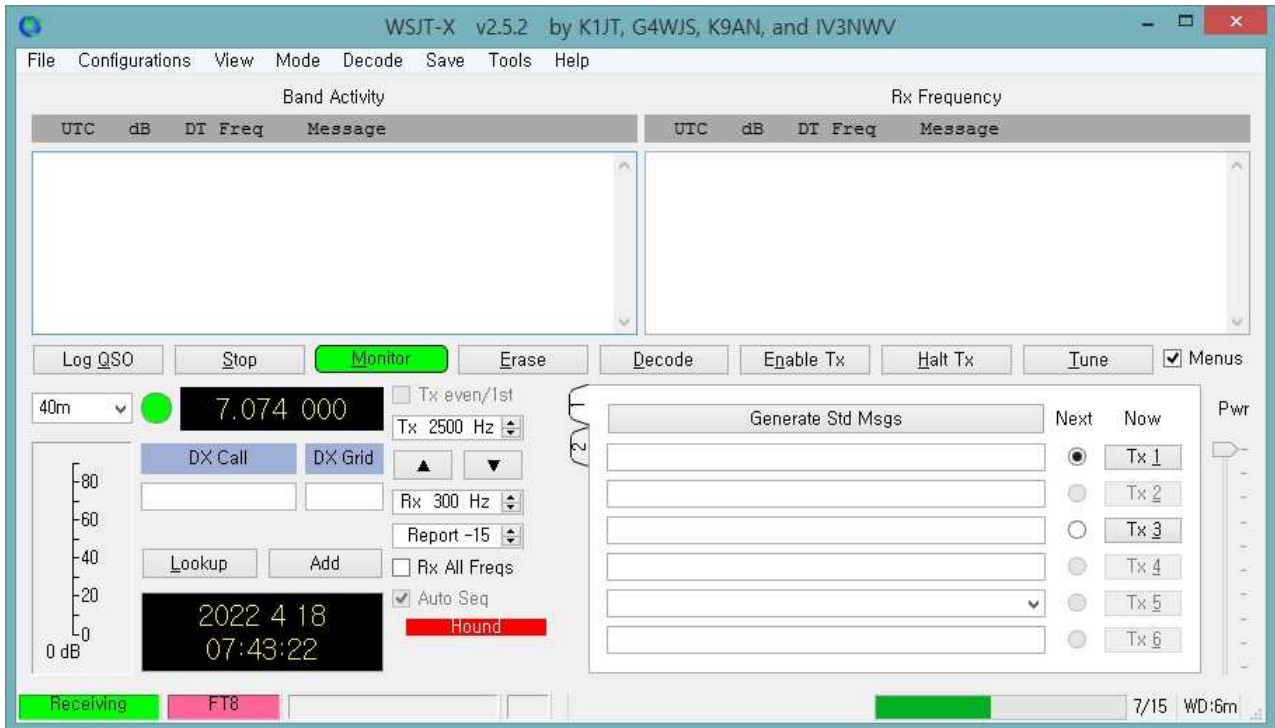 WSJT-X v2.5.2 by K1JT, G4WJS, K9AN, and IV3NWV
File Configurations View Mode Decode Save Tools Help
Band Activity
Rx Frequency
UTC dB DT Freq Message
UTC dB DT Freq Message
Log QSO Stop Monitor Erase Decode Enable Tx Halt Tx Tune Menus
40m
7.074 000
Tx even/1st
Tx 2500 Hz
DX Call DX Grid
Rx 300 Hz
Report -15
Lookup Add
Rx All Freqs
Auto Seq
Hound
2022 4 18
07:43:22
80
60
40
20
0
0 dB
1
2
Generate Std Msgs Next Now
Tx 1
Tx 2
Tx 3
Tx 4
Tx 5
Tx 6
Pwr
Receiving FT8 7/15 WD:6m